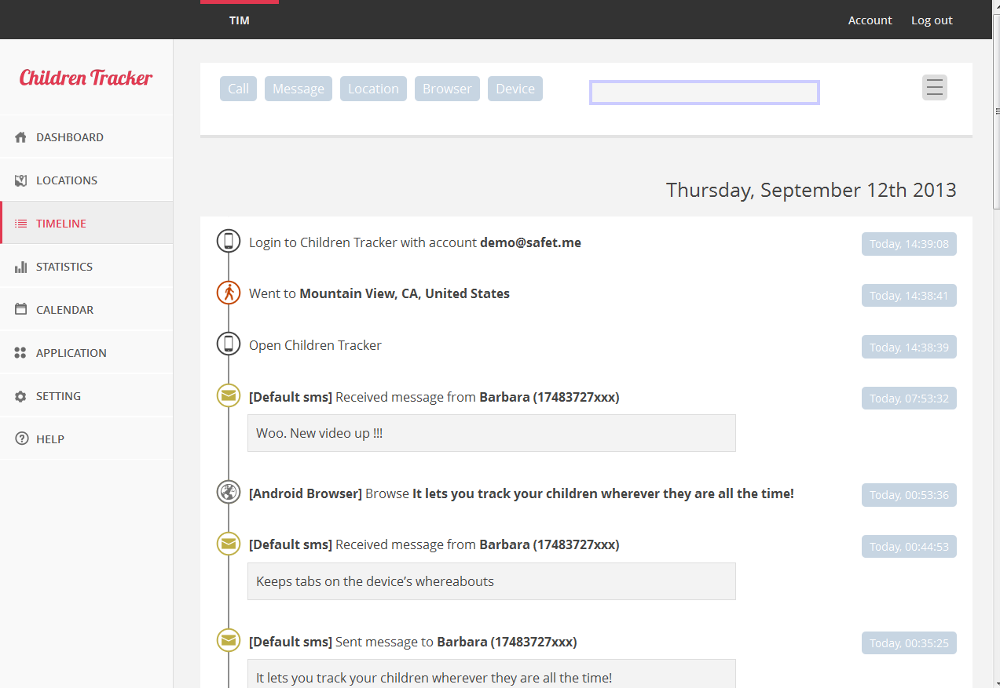 TIM
Account
Log out
Children Tracker
DASHBOARD
LOCATIONS
TIMELINE
STATISTICS
CALENDAR
APPLICATION
SETTING
HELP
Call
Message
Location
Browser
Device
Thursday, September 12th 2013
Login to Children Tracker with account demo@safet.me
Today, 14:39:08
Went to Mountain View, CA, United States
Today, 14:38:41
Open Children Tracker
Today, 14:38:39
[Default sms] Received message from Barbara (17483727xxx)
Today, 07:53:32
Woo. New video up !!!
[Android Browser] Browse It lets you track your children wherever they are all the time!
Today, 00:53:36
[Default sms] Received message from Barbara (17483727xxx)
Today, 00:44:53
Keeps tabs on the device’s whereabouts
[Default sms] Sent message to Barbara (17483727xxx)
Today, 00:35:25
It lets you track your children wherever they are all the time!